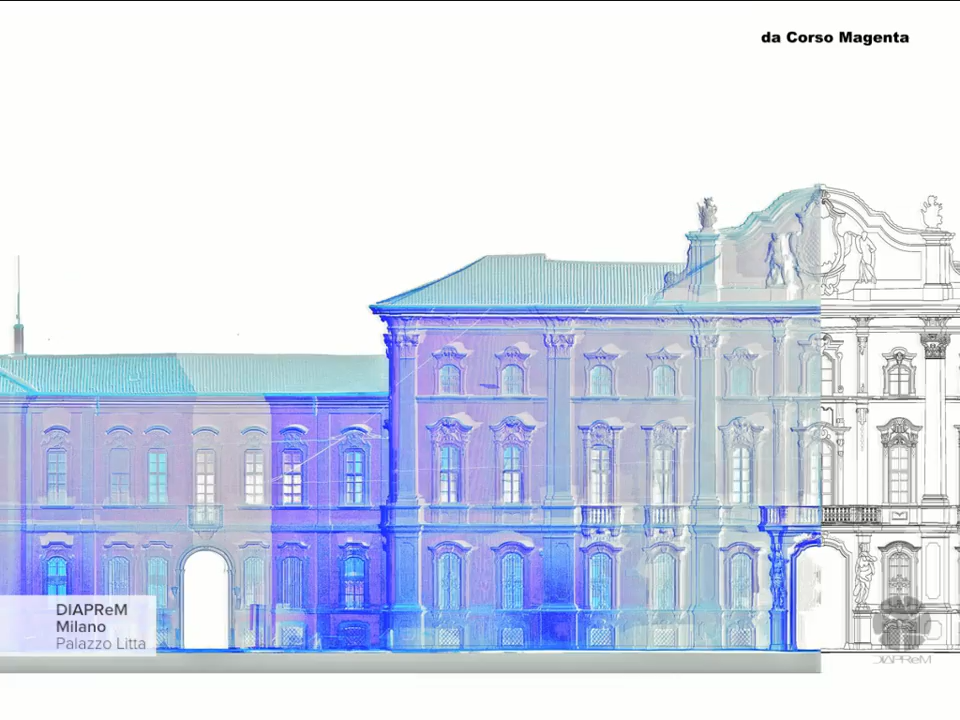 da Corso Magenta
DIAPReM
Milano
Palazzo Litta
DIAPReM